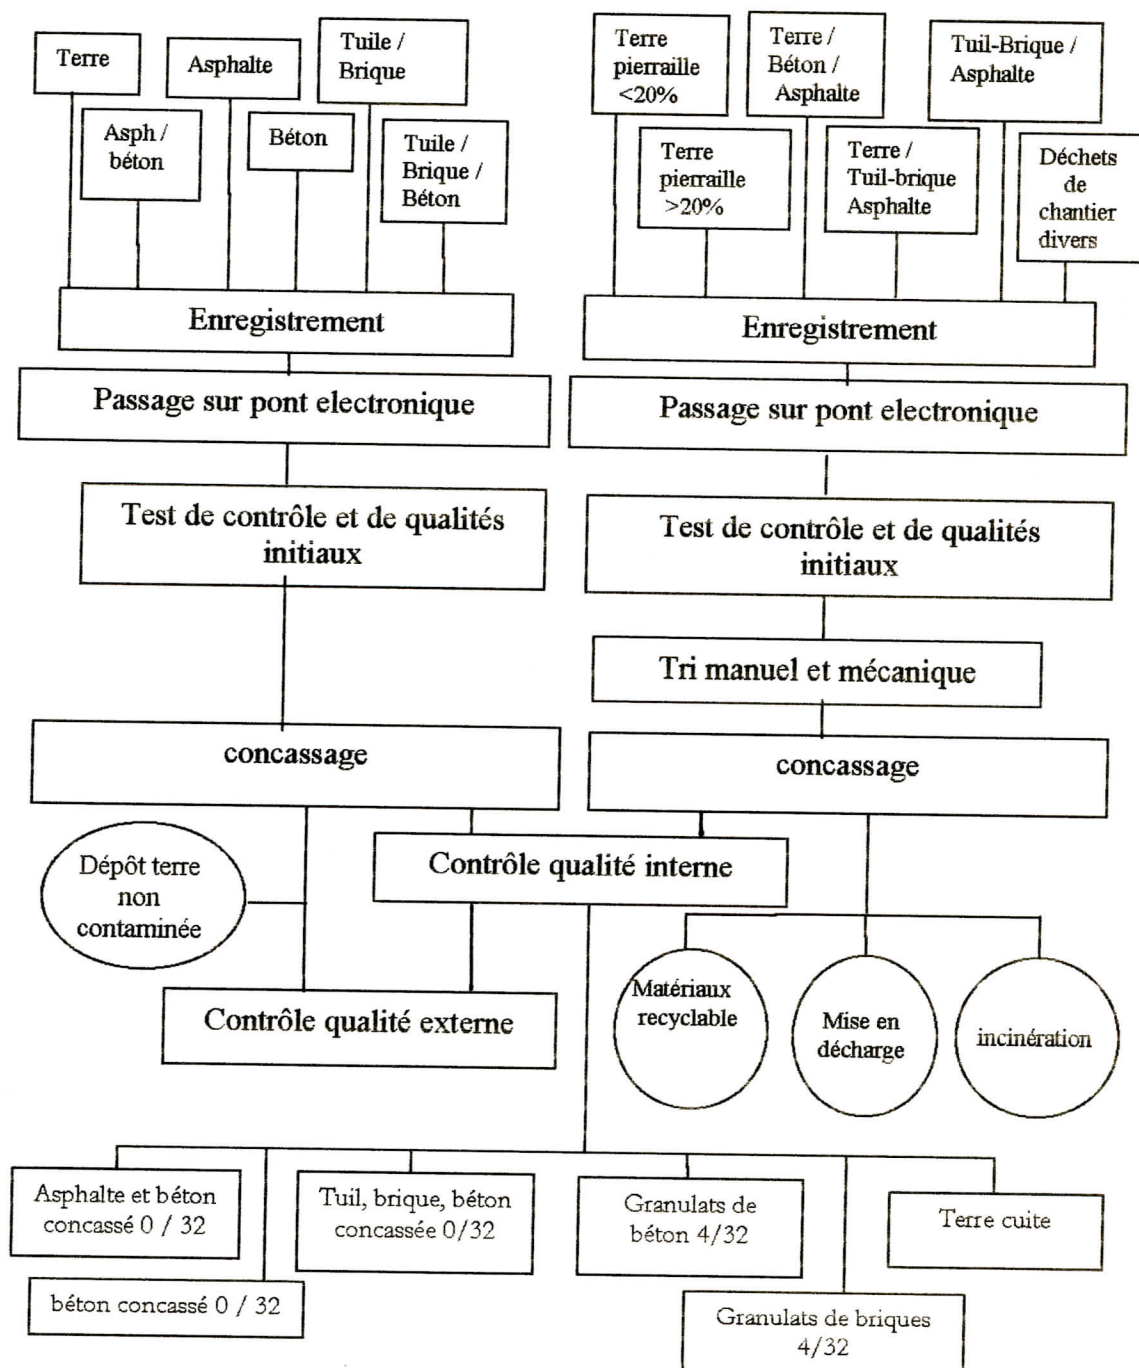 Terre
Asphalte
Tuile /
Brique
Asph /
béton
Béton
Tuile /
Brique /
Béton
Terre
pierraille
<20%
Terre /
Béton /
Asphalte
Tuil-Brique /
Asphalte
Terre
pierraille
>20%
Terre /
Tuil-brique
Asphalte
Déchets
de
chantier
divers
Enregistrement
Enregistrement
Passage sur pont electronique
Passage sur pont electronique
Test de contrôle et de qualités
initiaux
Test de contrôle et de qualités
initiaux
Tri manuel et mécanique
concassage
concassage
Contrôle qualité interne
Dépôt terre
non
contaminée
Contrôle qualité externe
Matériaux
recyclable
Mise en
décharge
incinération
Asphalte et béton
concassé 0 / 32
Tuil, brique, béton
concassée 0/32
Granulats de
béton 4/32
Terre cuite
béton concassé 0 / 32
Granulats de briques
4/32